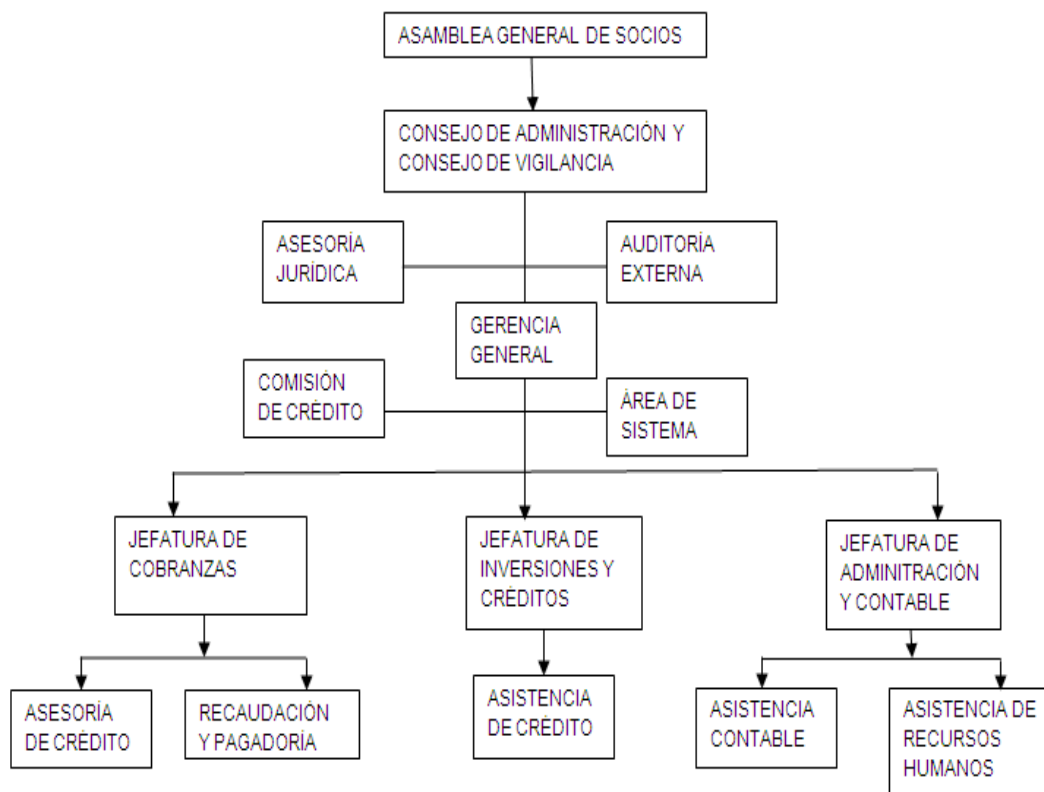 ASAMBLEA GENERAL DE SOCIOS
CONSEJO DE ADMINISTRACIÓN Y
CONSEJO DE VIGILANCIA
ASESORÍA
JURÍDICA
AUDITORÍA
EXTERNA
GERENCIA
GENERAL
COMISIÓN
DE CRÉDITO
ÁREA DE
SISTEMA
JEFATURA DE
COBRANZAS
JEFATURA DE
INVERSIONES Y
CRÉDITOS
JEFATURA DE
ADMINITRACIÓN
Y CONTABLE
ASESORÍA
DE CRÉDITO
RECAUDACIÓN
Y PAGADORÍA
ASISTENCIA
DE CRÉDITO
ASISTENCIA
CONTABLE
ASISTENCIA DE
RECURSOS
HUMANOS